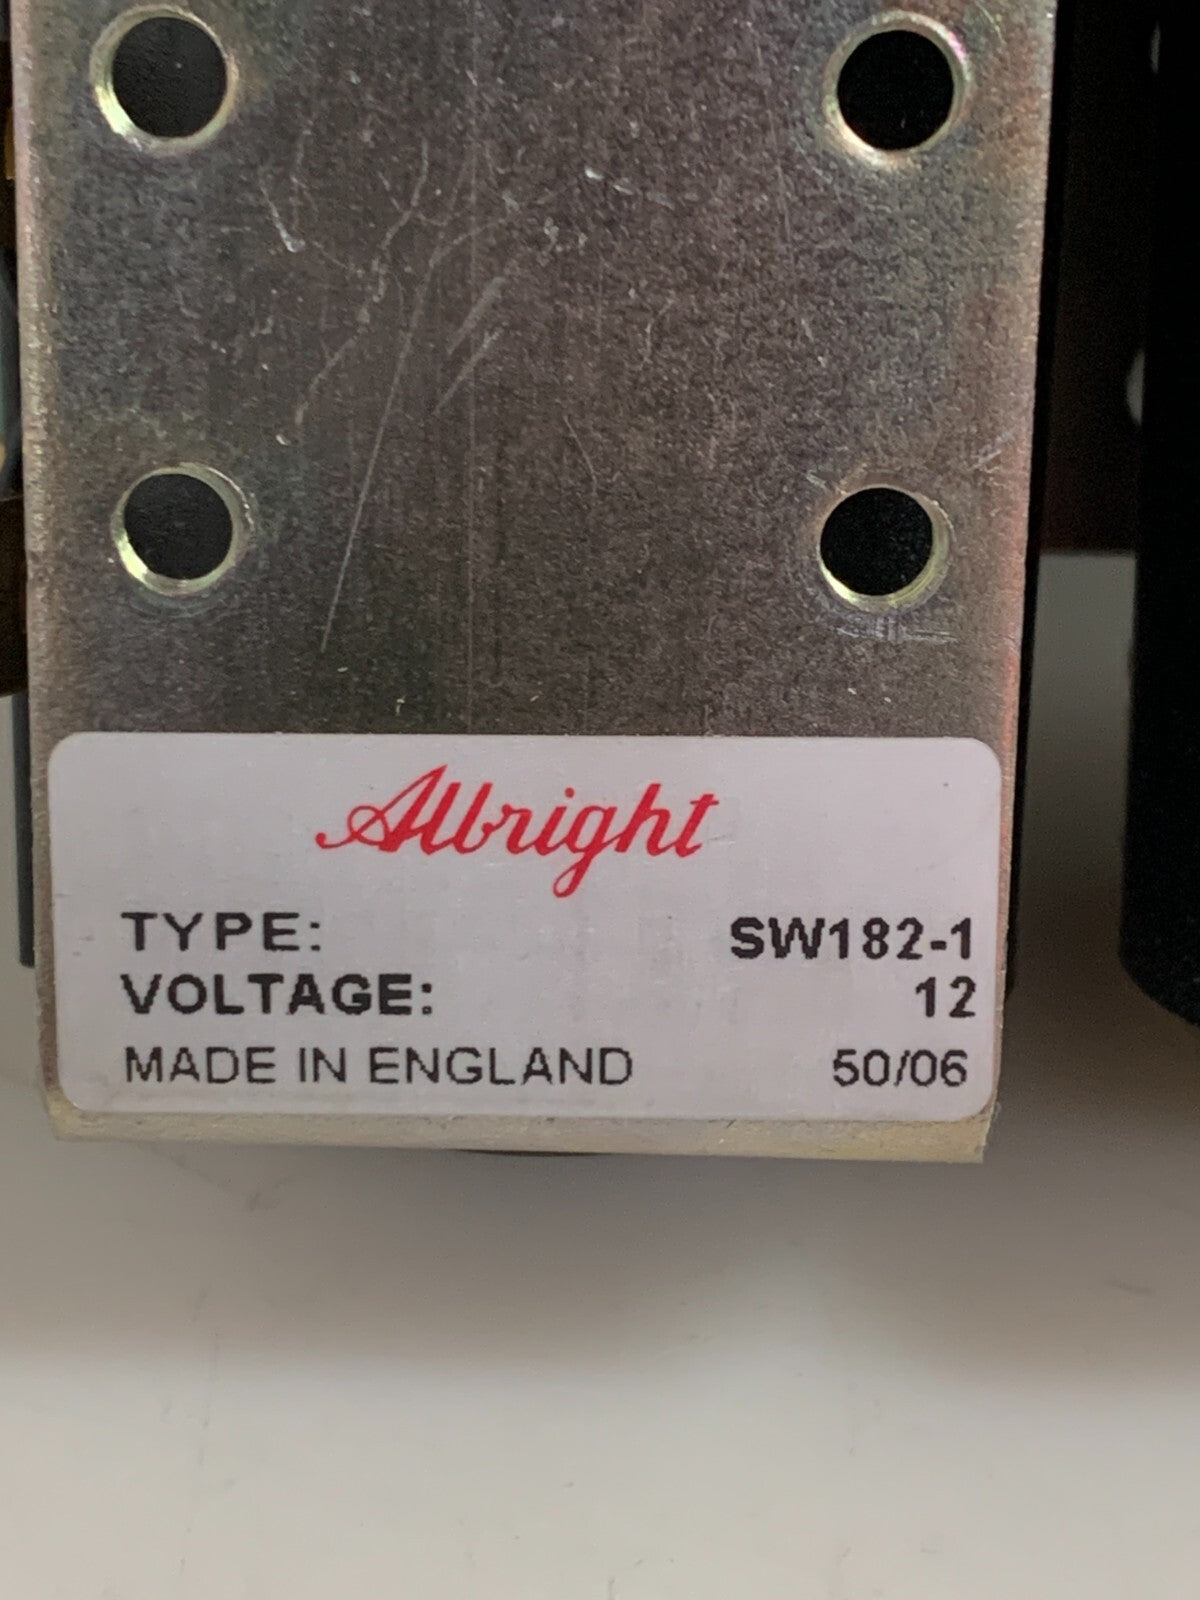 Albright
TYPE: SW182-1
VOLTAGE: 12
MADE IN ENGLAND 50/06